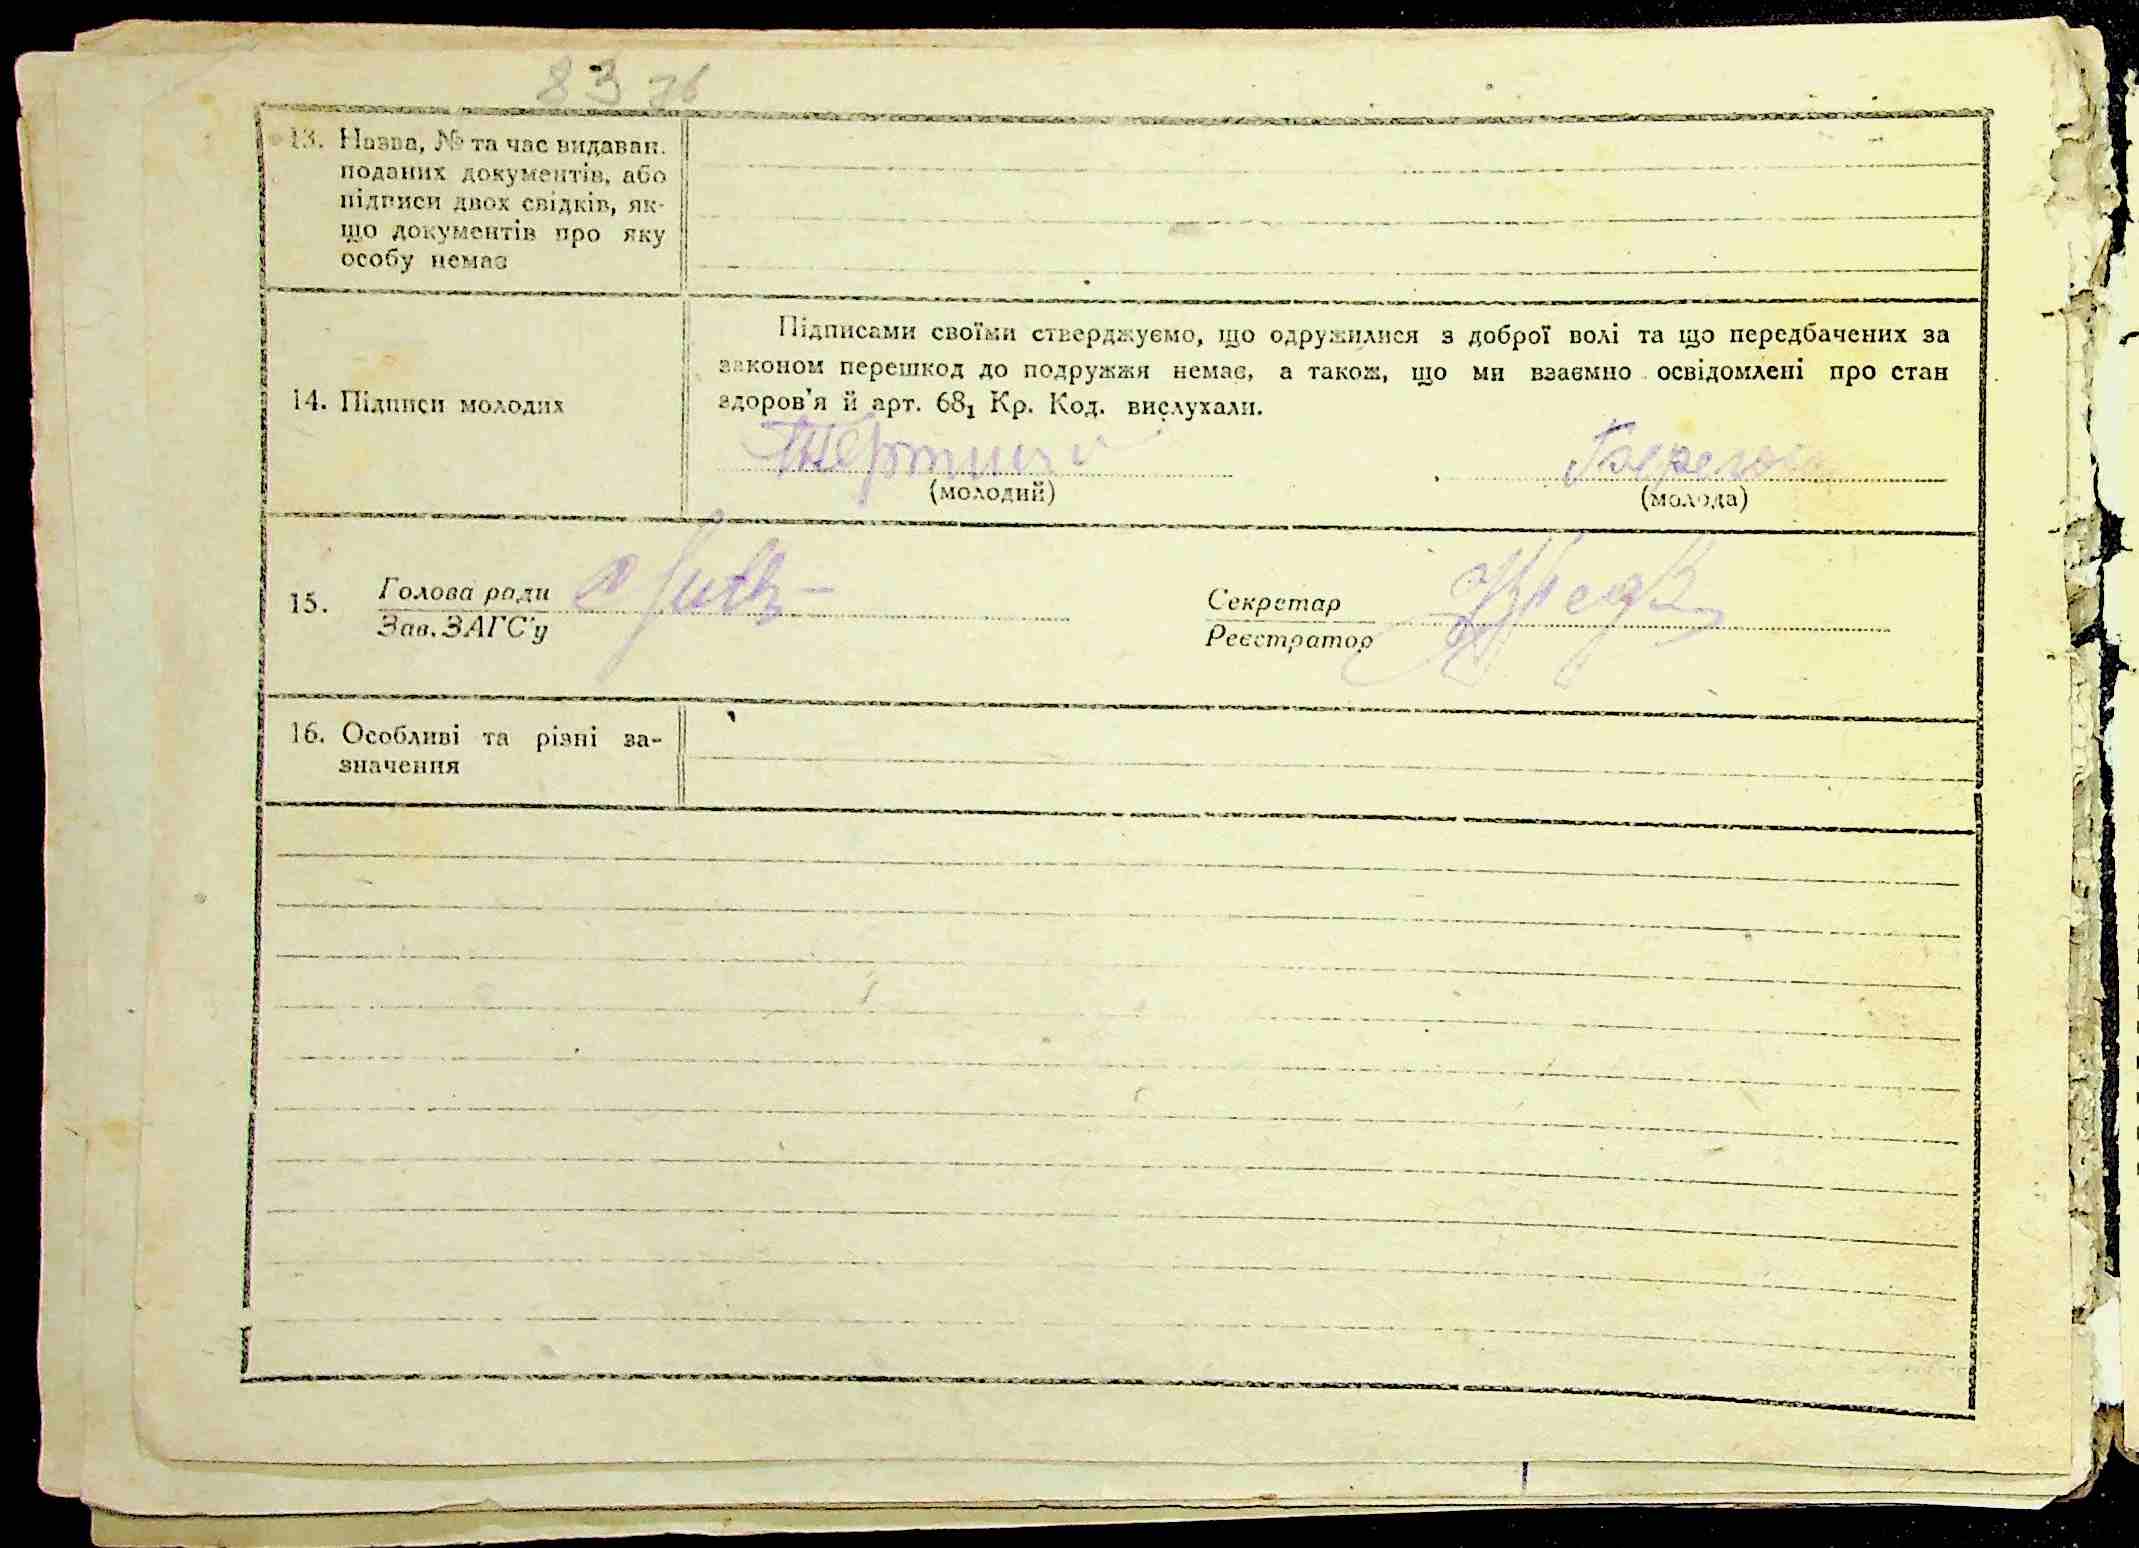 83 76
13. Назва, № та час видаван.
поданих документів, або
підписи двох свідків, як-
що документів про яку
особу немає
Підписами своїми стверджуємо, що одружилися з доброї волі та що передбачених за
законом перешкод до подружжя немає, а також, що ми взаємно освідомлені про стан
здоров'я й арт. 68₁ Кр. Код. вислухали.
14. Підписи молодих
(молодий) (молода)
15. Голова ради Секретар
Зав. ЗАГС'у Реєстратор
16. Особливі та різні за-
значення